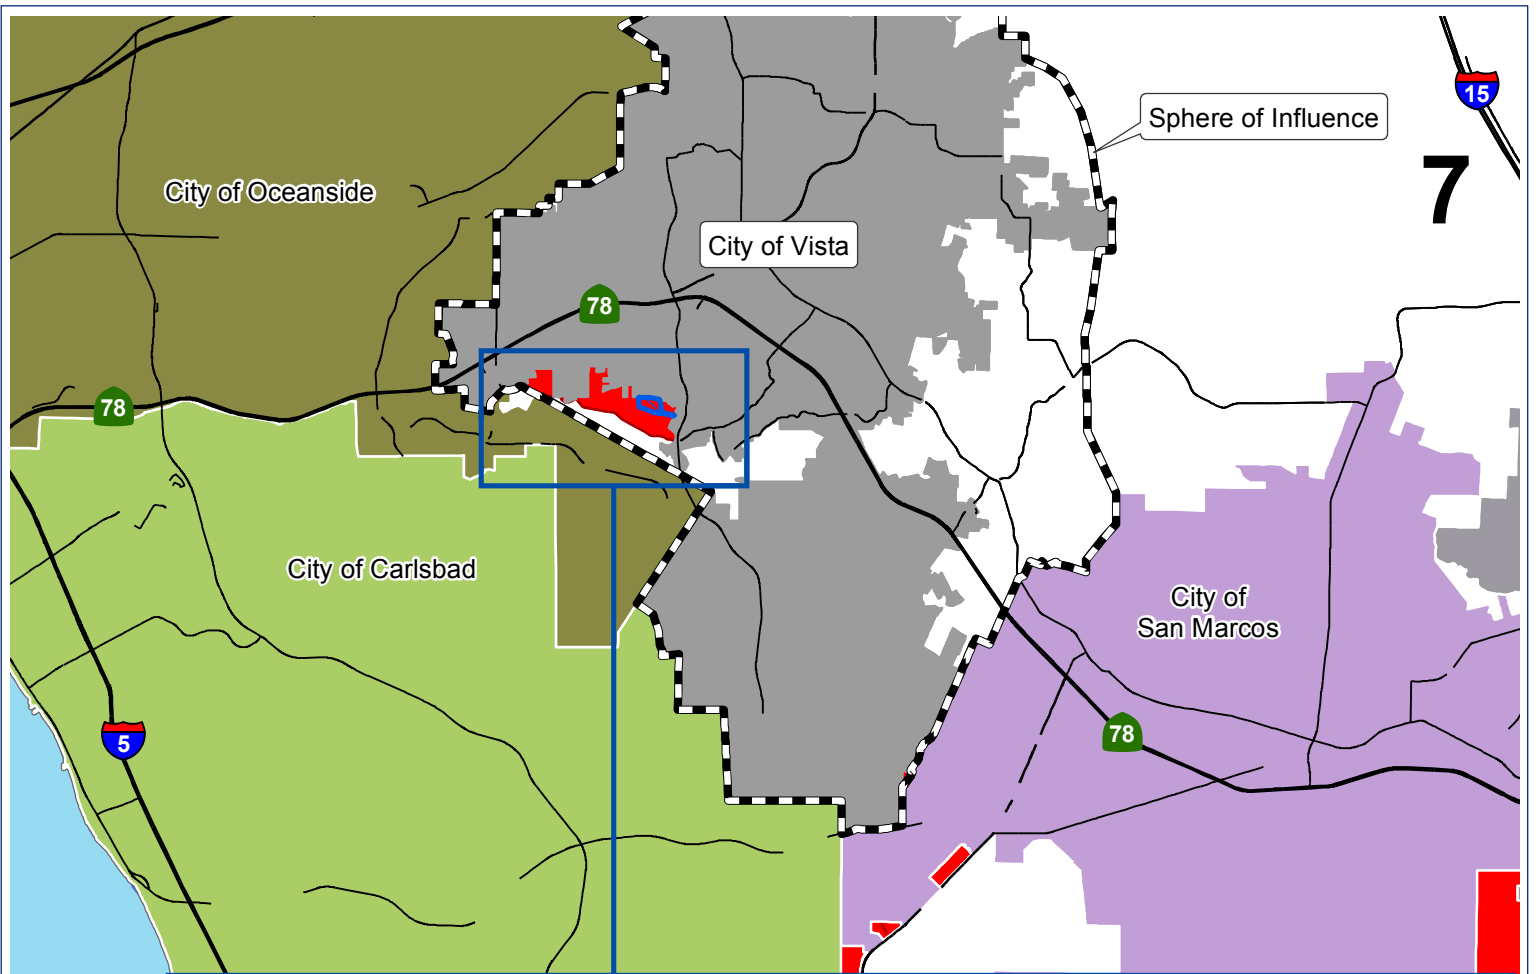 15
Sphere of Influence
7
City of Oceanside
City of Vista
78
78
City of Carlsbad
City of
San Marcos
78
5